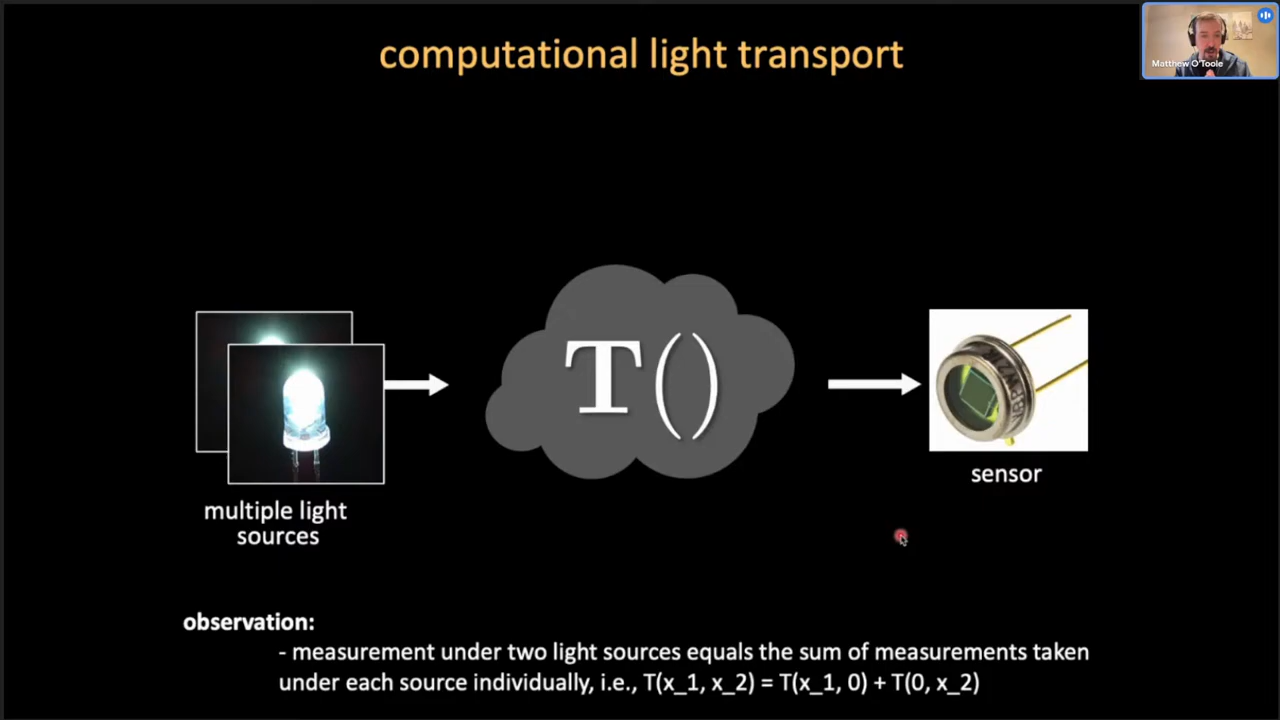 computational light transport
Matthew O'Toole
T()
multiple light
sources
sensor
observation:
- measurement under two light sources equals the sum of measurements taken
under each source individually, i.e., T(x_1, x_2) = T(x_1, 0) + T(0, x_2)